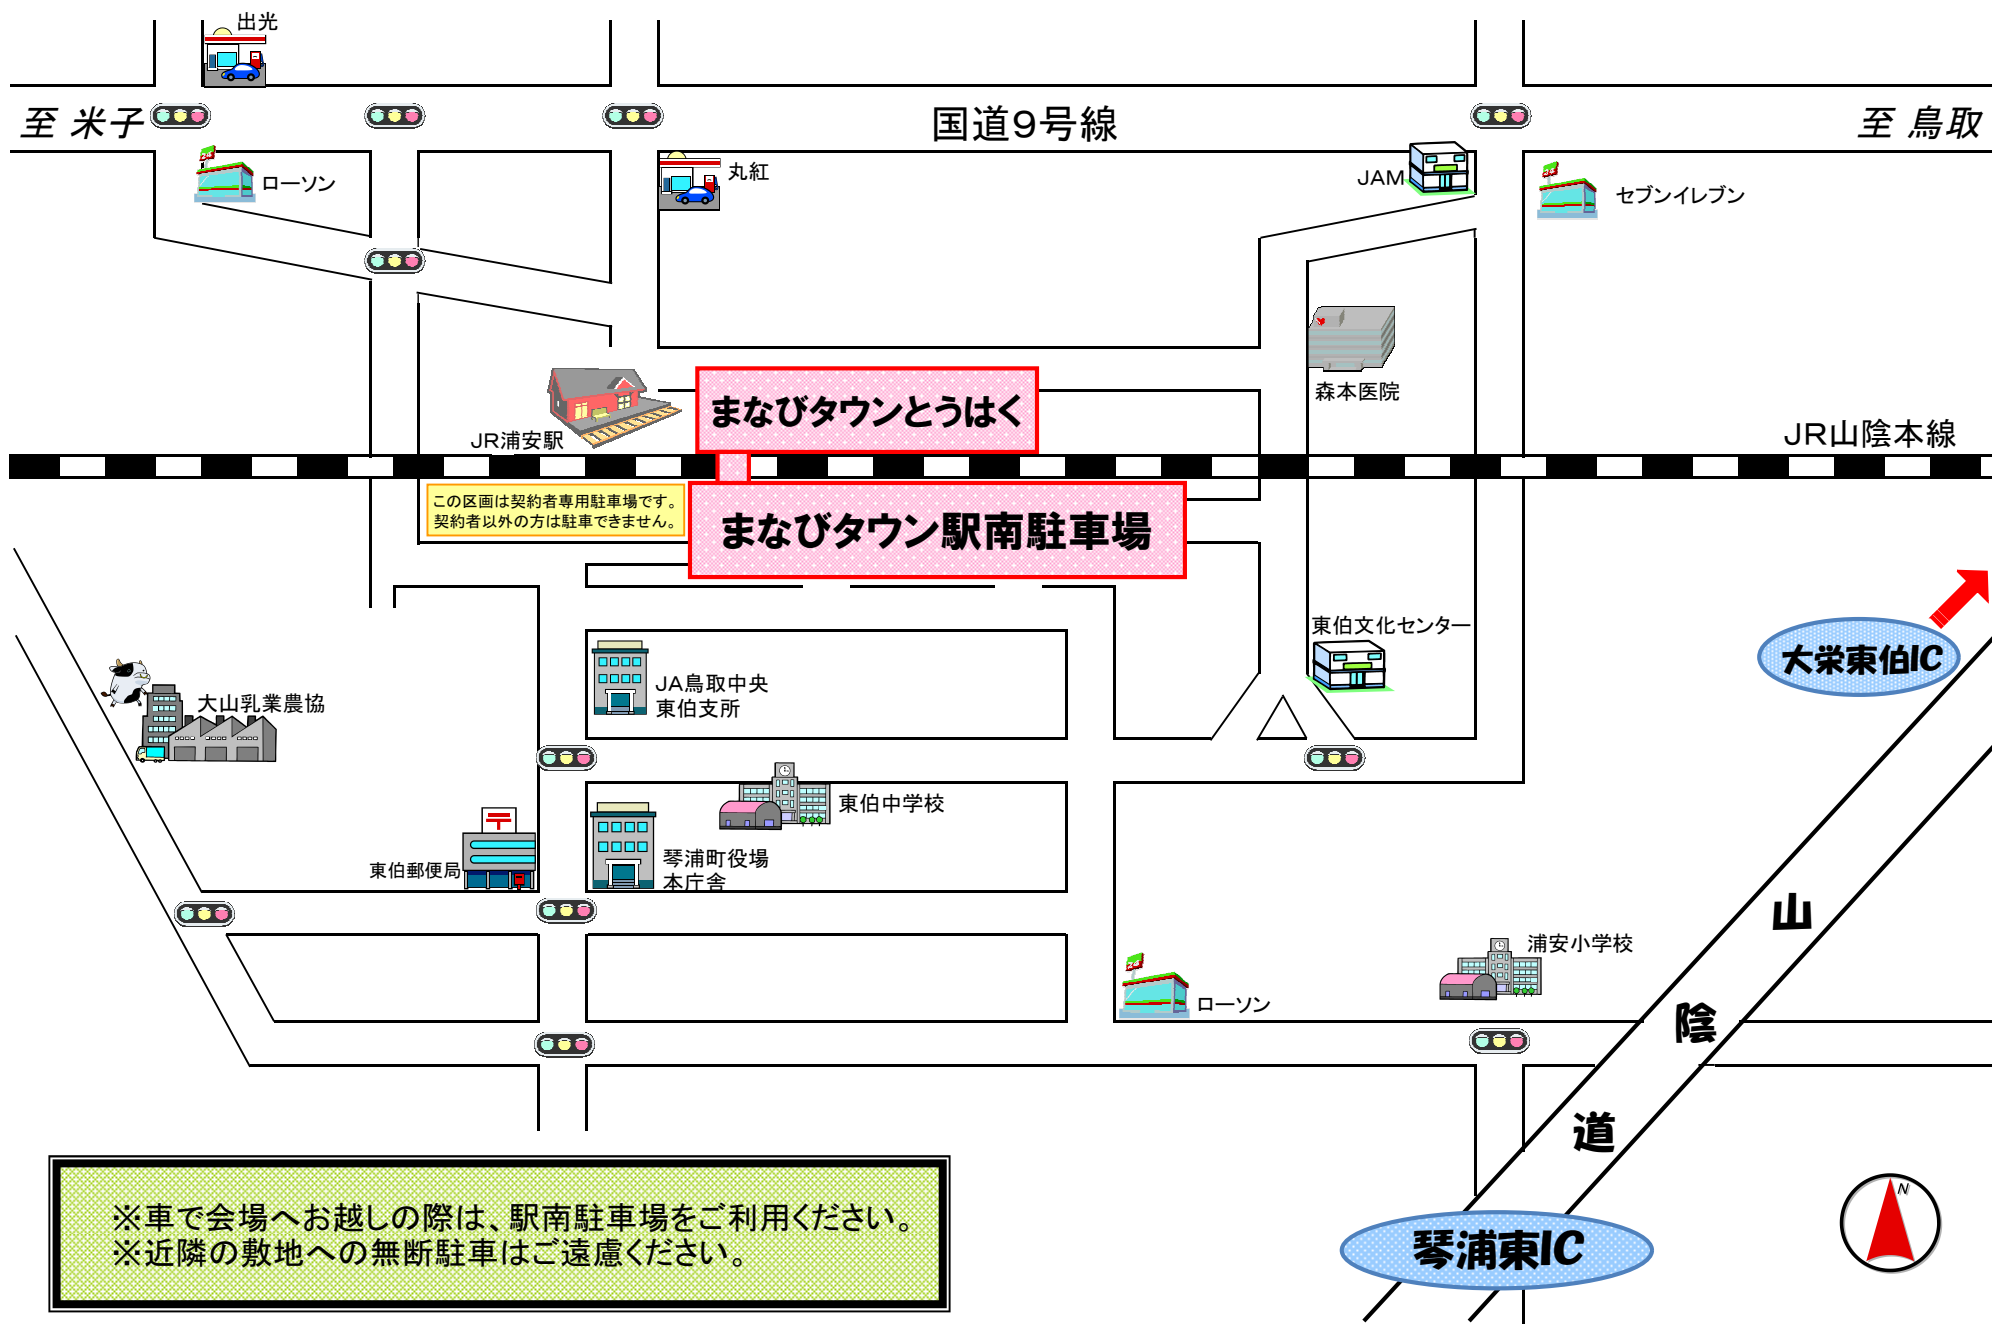 出光
至 米子
国道9号線
至 鳥取
ローソン
丸紅
JAM
セブンイレブン
森本医院
まなびタウンとうはく
JR浦安駅
JR山陰本線
この区画は契約者専用駐車場です。
契約者以外の方は駐車できません。
まなびタウン駅南駐車場
東伯文化センター
大栄東伯IC
大山乳業農協
JA鳥取中央
東伯支所
東伯中学校
東伯郵便局
琴浦町役場
本庁舎
山
陰
道
浦安小学校
ローソン
※車で会場へお越しの際は、駅南駐車場をご利用ください。
※近隣の敷地への無断駐車はご遠慮ください。
琴浦東IC
N